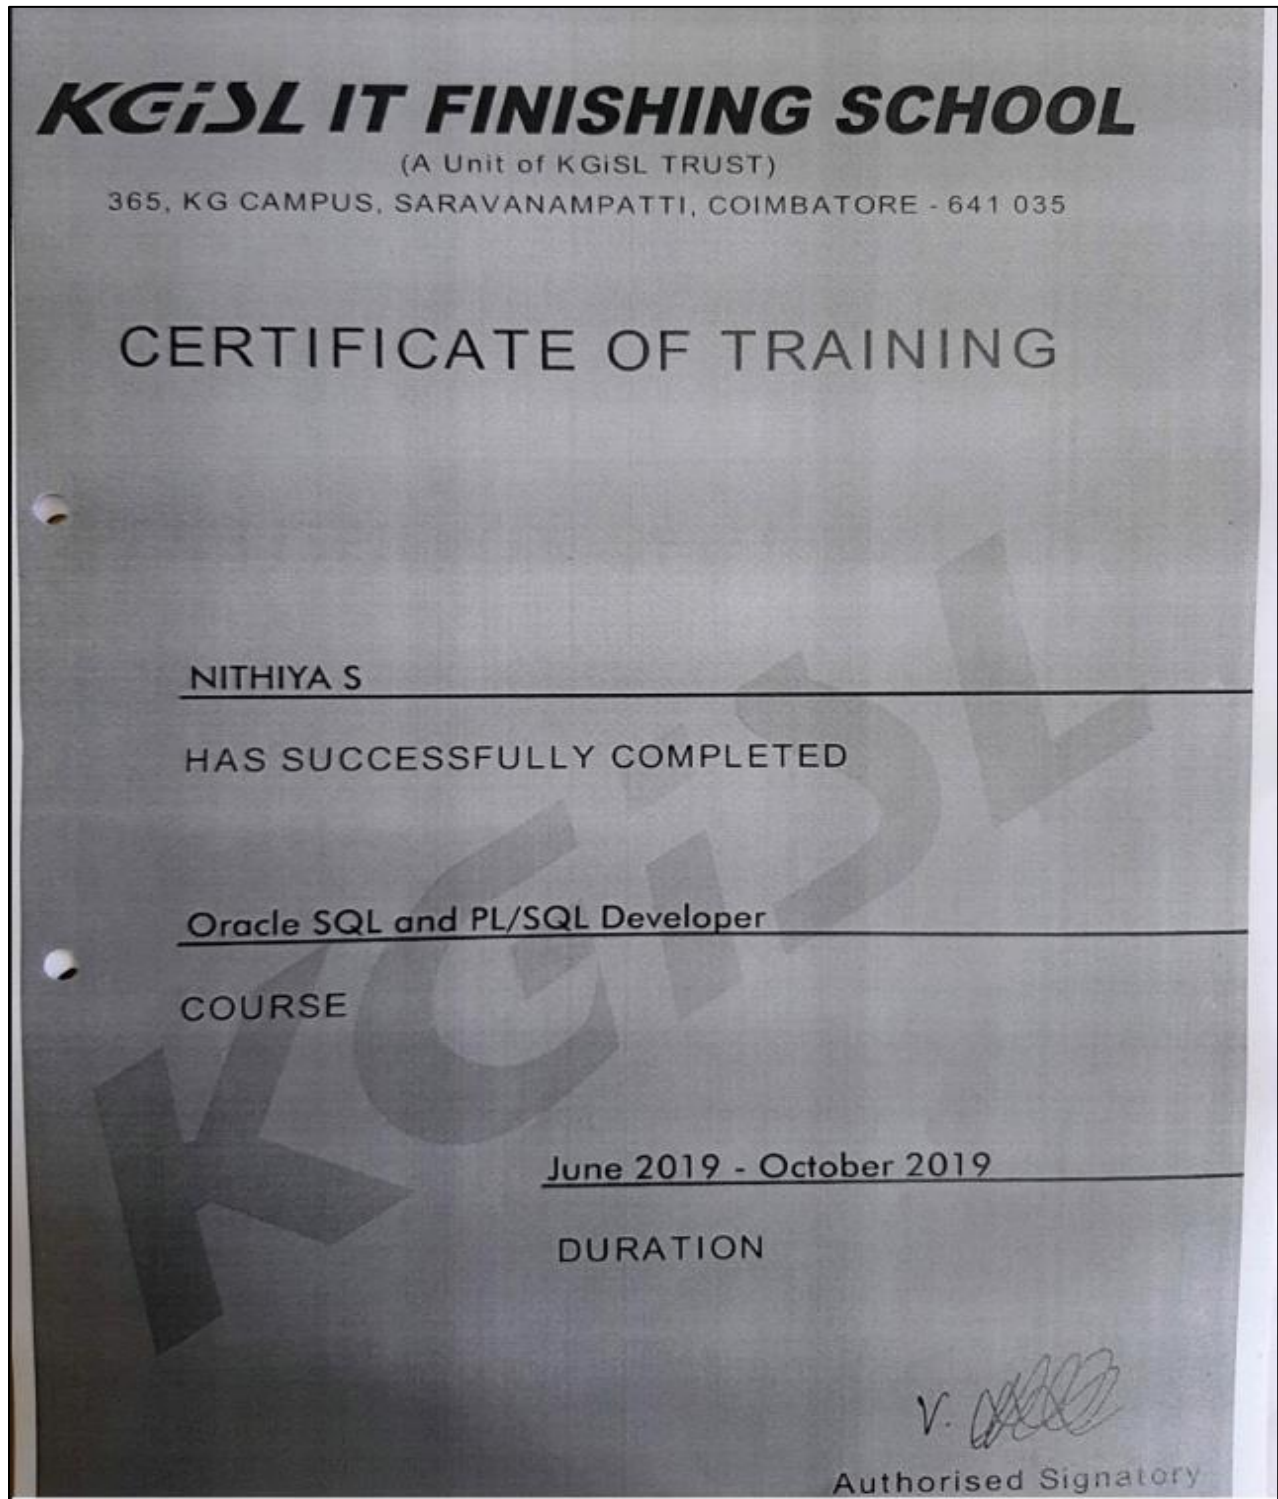 KGiSL IT FINISHING SCHOOL
(A Unit of KGiSL TRUST)
365, KG CAMPUS, SARAVANAMPATTI, COIMBATORE - 641 035
CERTIFICATE OF TRAINING
NITHIYA S
HAS SUCCESSFULLY COMPLETED
Oracle SQL and PL/SQL Developer
COURSE
KGiSL
June 2019 - October 2019
DURATION
V.
Authorised Signatory